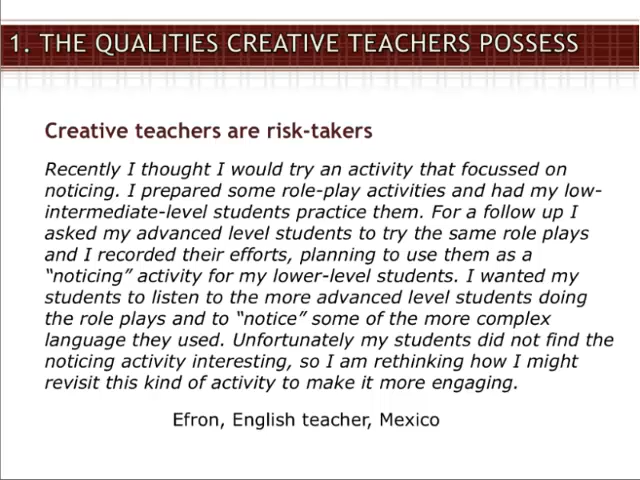 1. THE QUALITIES CREATIVE TEACHERS POSSESS
Creative teachers are risk-takers
Recently I thought I would try an activity that focussed on
noticing. I prepared some role-play activities and had my low-
intermediate-level students practice them. For a follow up I
asked my advanced level students to try the same role plays
and I recorded their efforts, planning to use them as a
“noticing” activity for my lower-level students. I wanted my
students to listen to the more advanced level students doing
the role plays and to “notice” some of the more complex
language they used. Unfortunately my students did not find the
noticing activity interesting, so I am rethinking how I might
revisit this kind of activity to make it more engaging.
Efron, English teacher, Mexico